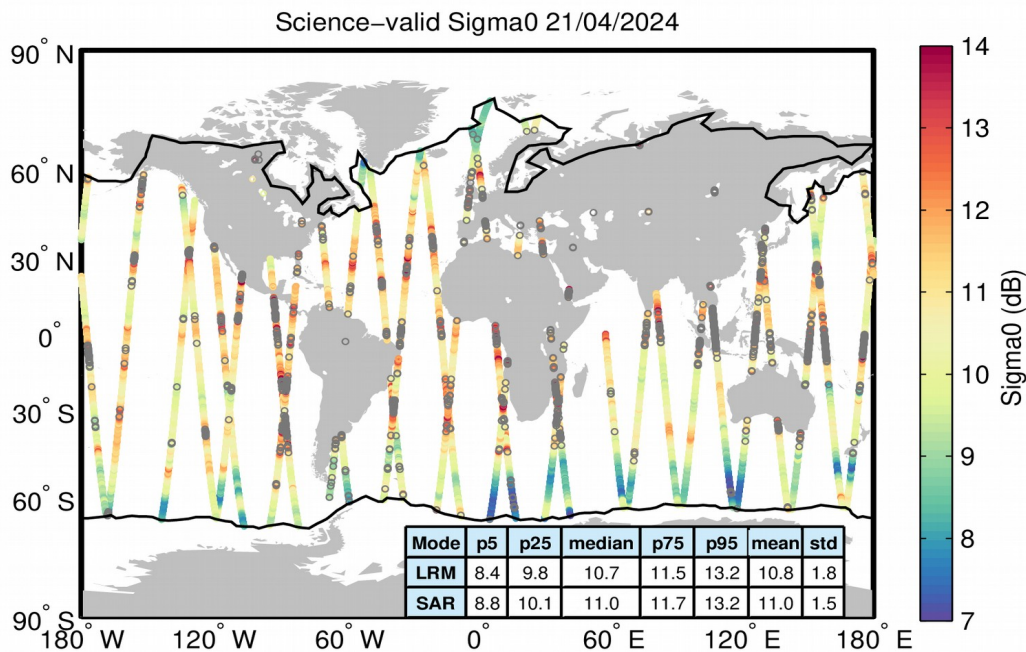 Science−valid Sigma0 21/04/2024
90° N
60° N
30° N
0°
30° S
60° S
90° S
180° W
120° W
60° W
0°
60° E
120° E
180° E
Mode p5 p25 median p75 p95 mean std
LRM 8.4 9.8 10.7 11.5 13.2 10.8 1.8
SAR 8.8 10.1 11.0 11.7 13.2 11.0 1.5
14
13
12
11
10
9
8
7
Sigma0 (dB)